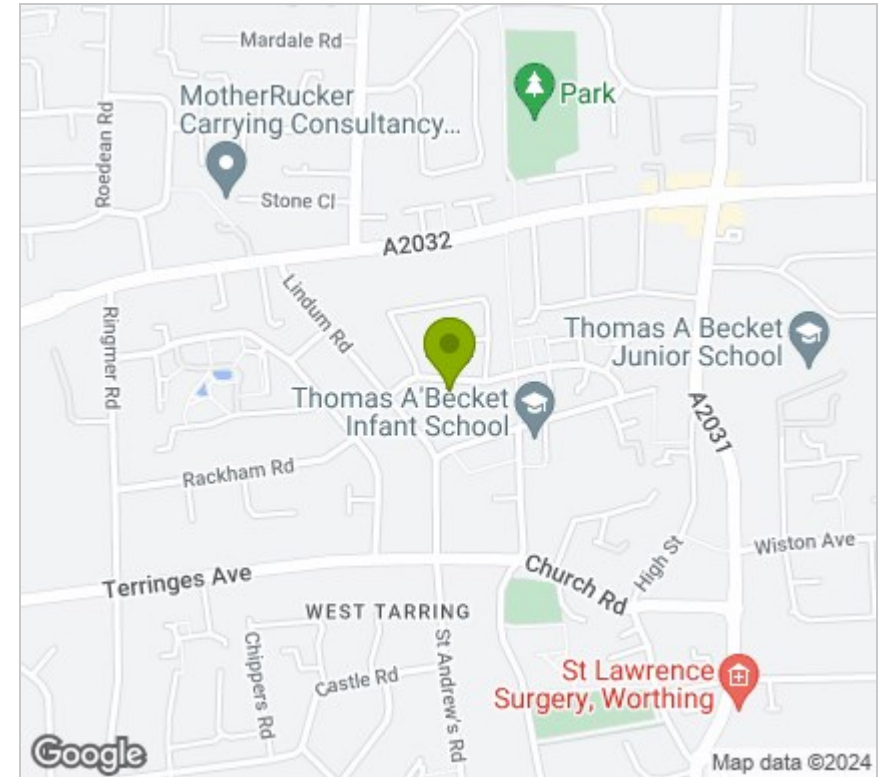 Mardale Rd
MotherRucker
Carrying Consultancy...
Park
Roedean Rd
Stone Cl
A2032
Lindum Rd
Ringmer Rd
Thomas A Becket
Junior School
Thomas A'Becket
Infant School
A2031
Rackham Rd
High St
Wiston Ave
Terringes Ave
Church Rd
WEST TARRING
Chippers Rd
St Andrew's Rd
Castle Rd
St Lawrence
Surgery, Worthing
Google
Map data ©2024